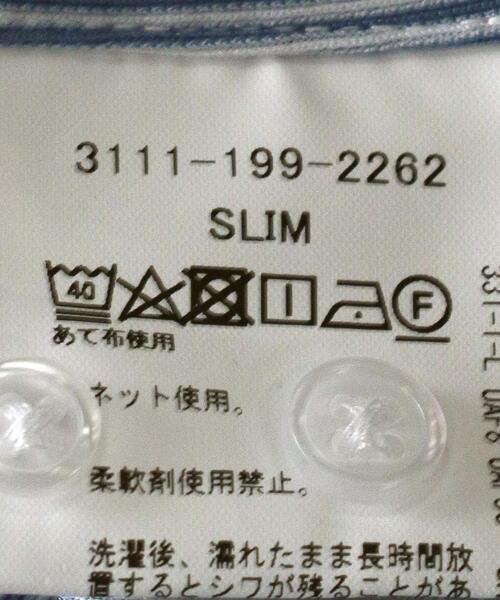 3111-199-2262
SLIM
40
F
あて布使用
ネット使用。
柔軟剤使用禁止。
洗濯後、濡れたまま長時間放
置するとシワが残ることがあ
331-1-L